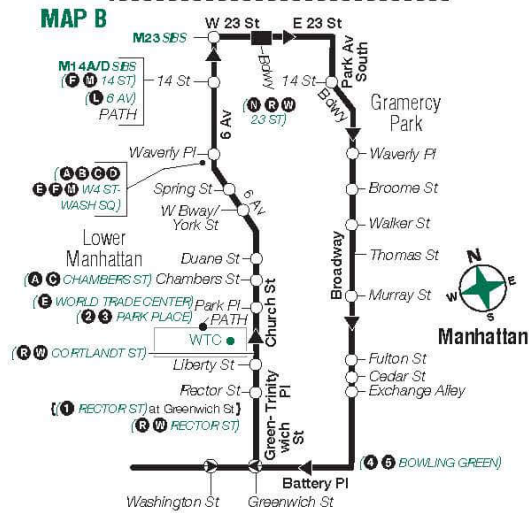 MAP B
W 23 St
E 23 St
M23 SBS
M14A/D SBS
(F M 14 ST)
(L 6 AV)
PATH
14 St
Bdwy
(N R W
23 ST)
14 St
Park Av
South
Bdwy
Gramercy
Park
6 Av
Waverly Pl
Waverly Pl
(A B C D
E F M W4 ST-
WASH SQ)
Spring St
6 Av
Broome St
W Bway/
York St
Walker St
Lower
Manhattan
Duane St
Thomas St
Broadway
(A C CHAMBERS ST)
Chambers St
Murray St
N
E
S
W
Manhattan
(E WORLD TRADE CENTER)
Park Pl
(2 3 PARK PLACE)
PATH
Church St
WTC
(R W CORTLANDT ST)
Liberty St
Fulton St
Cedar St
Exchange Alley
Rector St
Trinity
Pl
{(1 RECTOR ST) at Greenwich St}
(R W RECTOR ST)
Green-
wich
St
(4 5 BOWLING GREEN)
Battery Pl
Washington St
Greenwich St